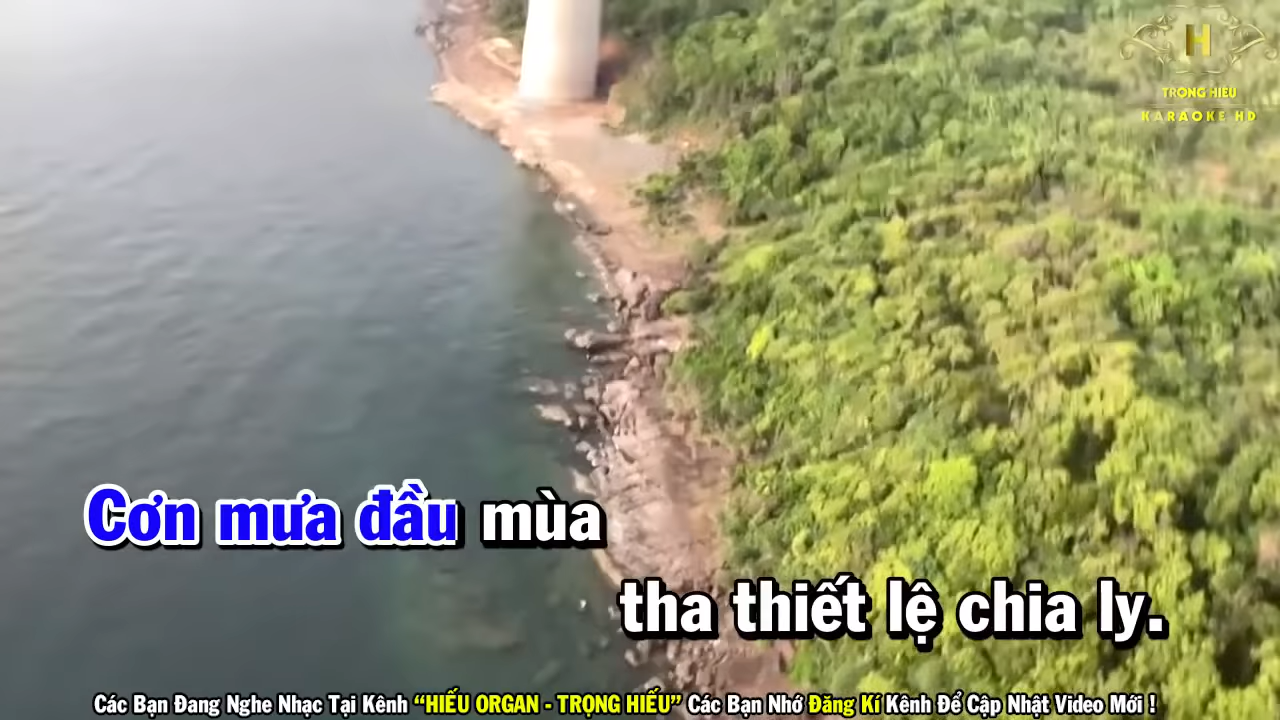 H
TRỌNG HIẾU
KARAOKE HD
Cơn mưa đầu mùa
tha thiết lệ chia ly.
Các Bạn Đang Nghe Nhạc Tại Kênh “HIẾU ORGAN - TRỌNG HIẾU” Các Bạn Nhớ Đăng Kí Kênh Để Cập Nhật Video Mới !